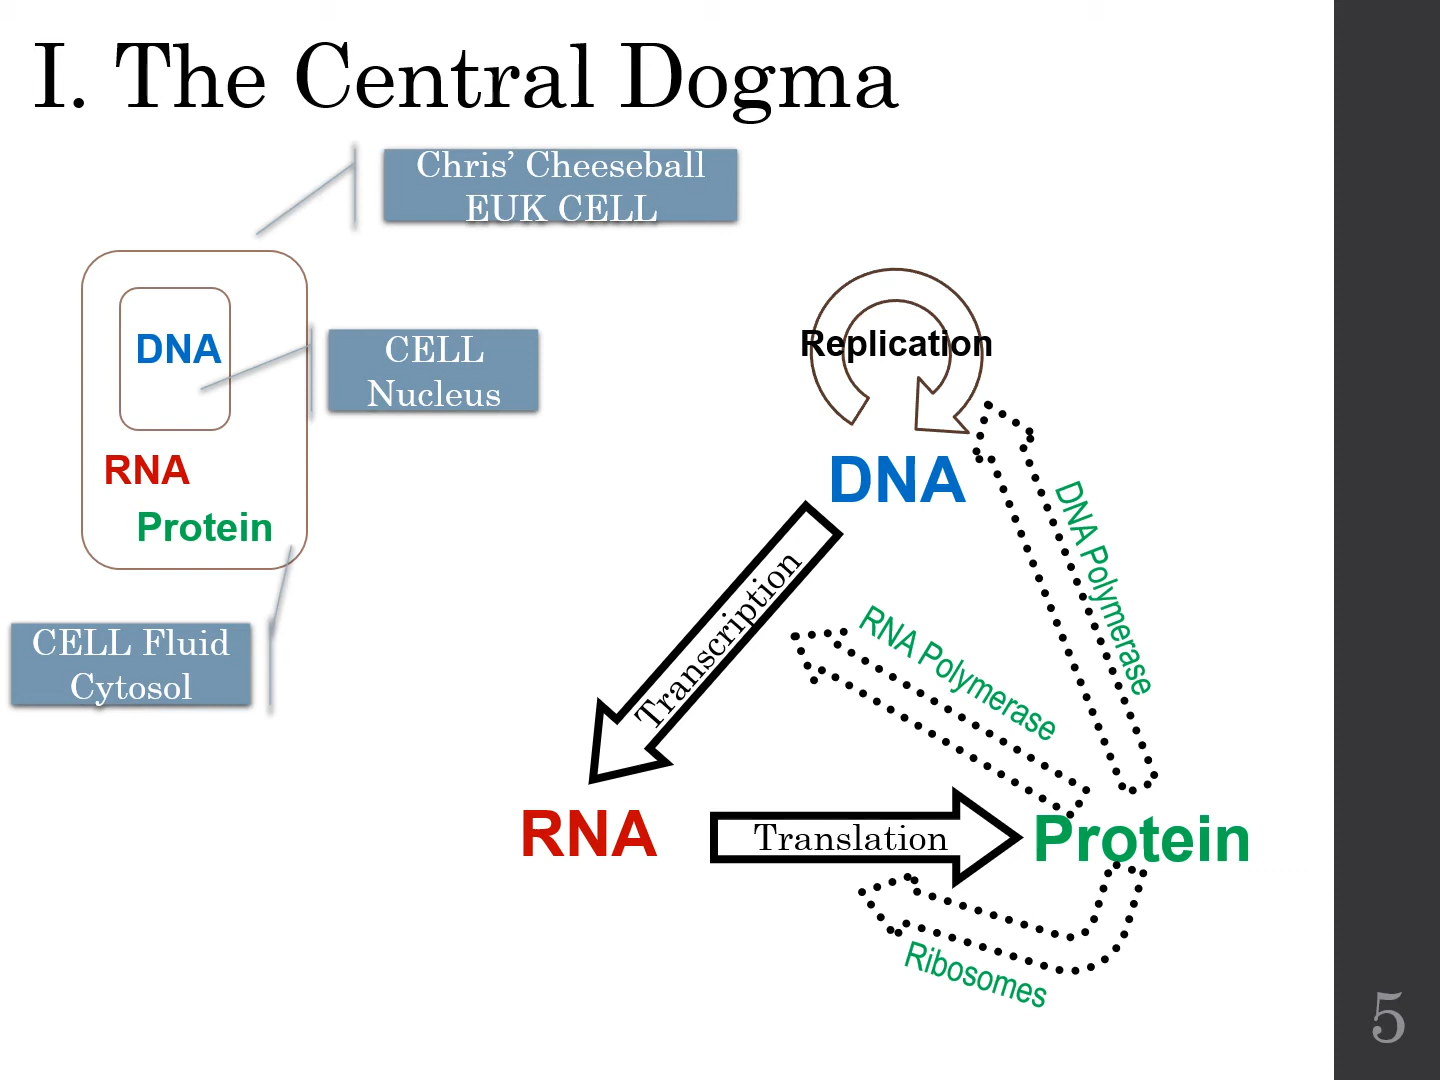 I. The Central Dogma
Chris’ Cheeseball
EUK CELL
DNA
CELL
Nucleus
RNA
Protein
CELL Fluid
Cytosol
Replication
DNA
DNA Polymerase
Transcription
RNA Polymerase
RNA
Translation
Protein
Ribosomes
5